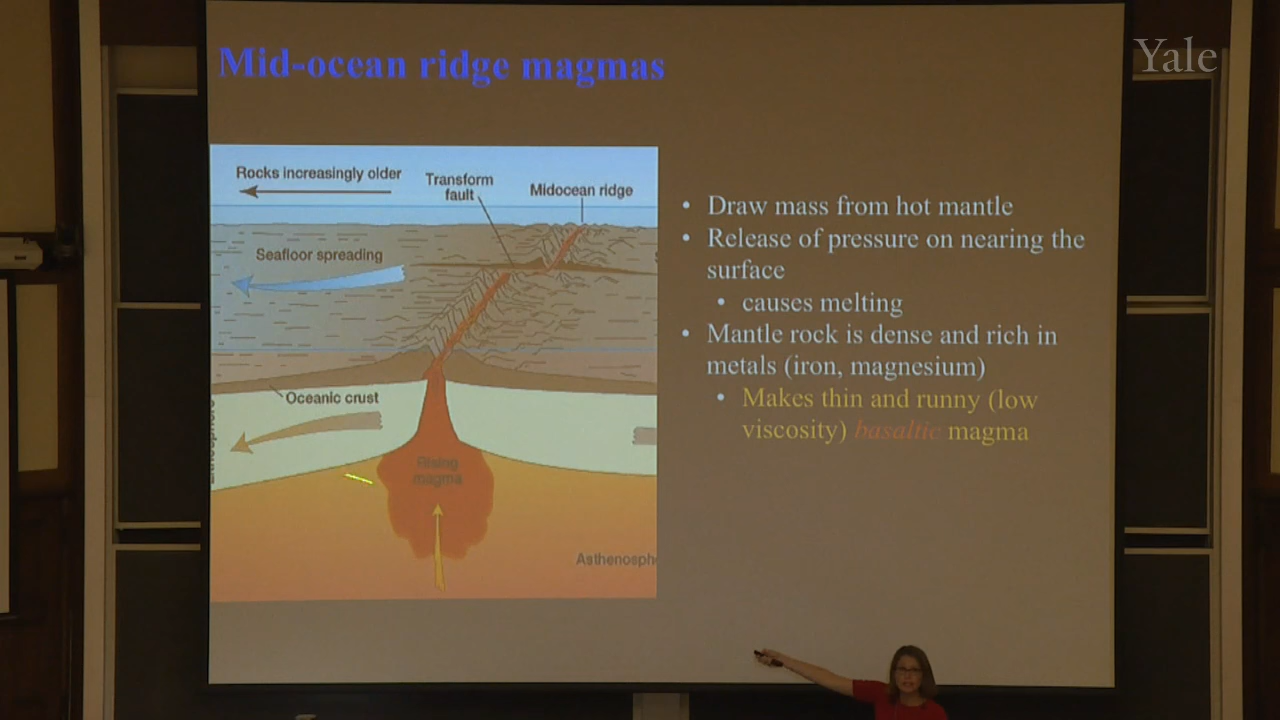 Yale
Mid-ocean ridge magmas
Rocks increasingly older
Transform
fault
Midocean ridge
Seafloor spreading
Oceanic crust
Rising
magma
• Draw mass from hot mantle
• Release of pressure on nearing the
surface
• causes melting
• Mantle rock is dense and rich in
metals (iron, magnesium)
• Makes thin and runny (low
viscosity) basaltic magma